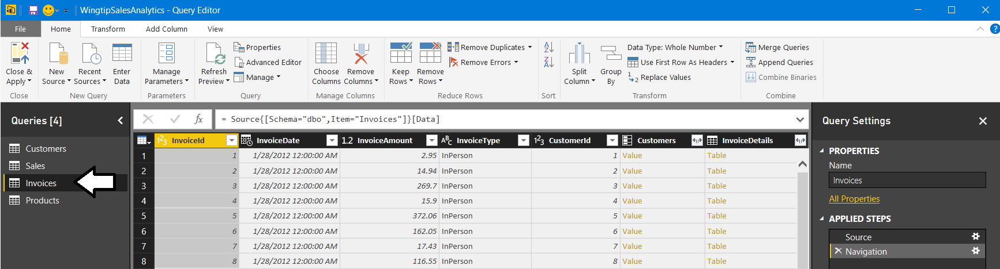 WingtipSalesAnalytics - Query Editor
File Home Transform Add Column View
Close & Apply
New Source
Recent Sources
Enter Data
Manage Parameters
Refresh Preview
Properties
Advanced Editor
Manage
Choose Columns
Remove Columns
Keep Rows
Remove Rows
Remove Duplicates
Remove Errors
A Z
Z A
Split Column
Group By
Data Type: Whole Number
Use First Row As Headers
1 2 Replace Values
Merge Queries
Append Queries
Combine Binaries
Close New Query Parameters Query Manage Columns Reduce Rows Sort Transform Combine
Queries [4]
Customers
Sales
Invoices
Products
fx = Source{[Schema="dbo",Item="Invoices"]}[Data]
123 InvoiceId InvoiceDate 1.2 InvoiceAmount ABC InvoiceType 123 CustomerId Customers InvoiceDetails
1 1 1/28/2012 12:00:00 AM 2.95 InPerson 1 Value Table
2 2 1/28/2012 12:00:00 AM 14.94 InPerson 2 Value Table
3 3 1/28/2012 12:00:00 AM 269.7 InPerson 3 Value Table
4 4 1/28/2012 12:00:00 AM 15.9 InPerson 4 Value Table
5 5 1/28/2012 12:00:00 AM 372.06 InPerson 5 Value Table
6 6 1/28/2012 12:00:00 AM 162.05 InPerson 6 Value Table
7 7 1/28/2012 12:00:00 AM 17.43 InPerson 7 Value Table
8 8 1/28/2012 12:00:00 AM 116.55 InPerson 8 Value Table
Query Settings
PROPERTIES
Name
Invoices
All Properties
APPLIED STEPS
Source
Navigation